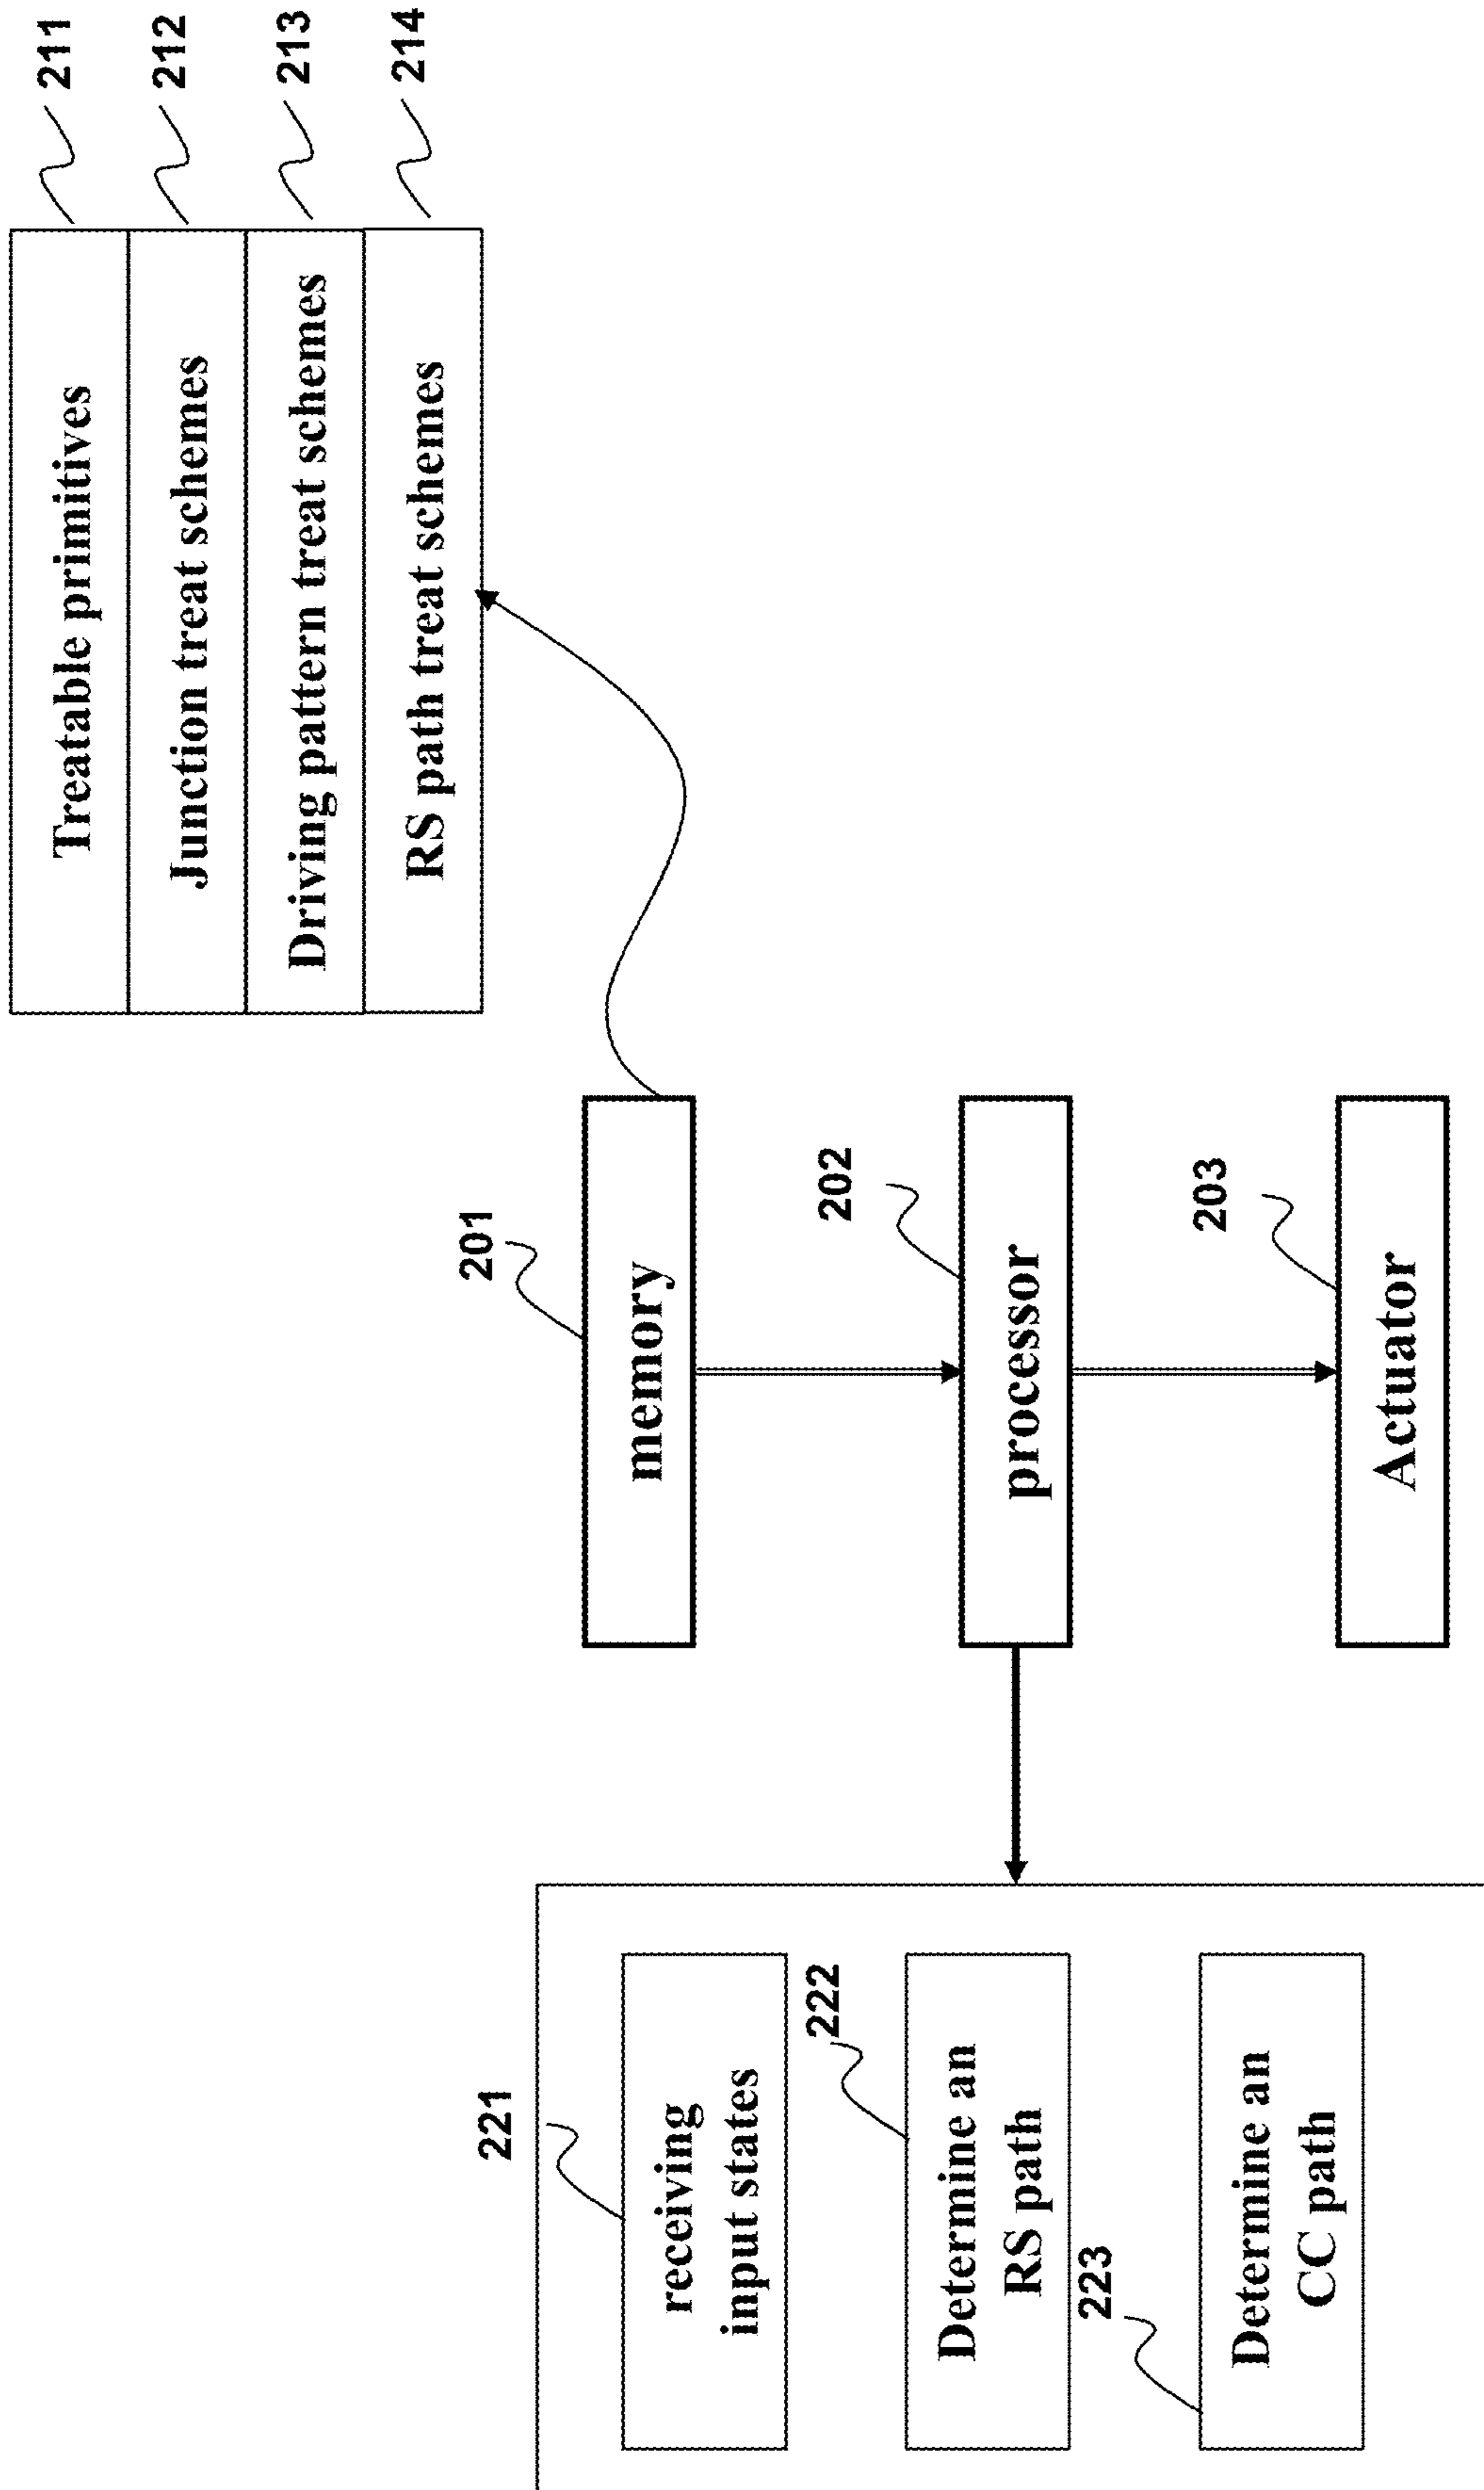 Treatable primitives
211
Junction treat schemes
212
Driving pattern treat schemes
213
RS path treat schemes
214
201
memory
202
processor
203
Actuator
221
receiving
input states
222
Determine an
RS path
223
Determine an
CC path